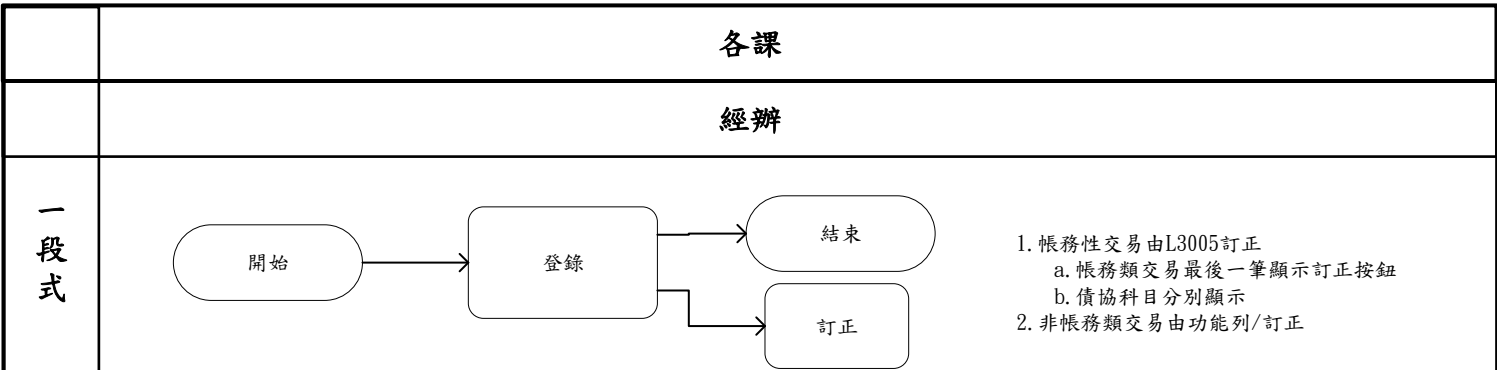 各課
經辦
一段式
開始
登錄
結束
訂正
1.帳務性交易由L3005訂正
a.帳務類交易最後一筆顯示訂正按鈕
b.債協科目分別顯示
2.非帳務類交易由功能列/訂正